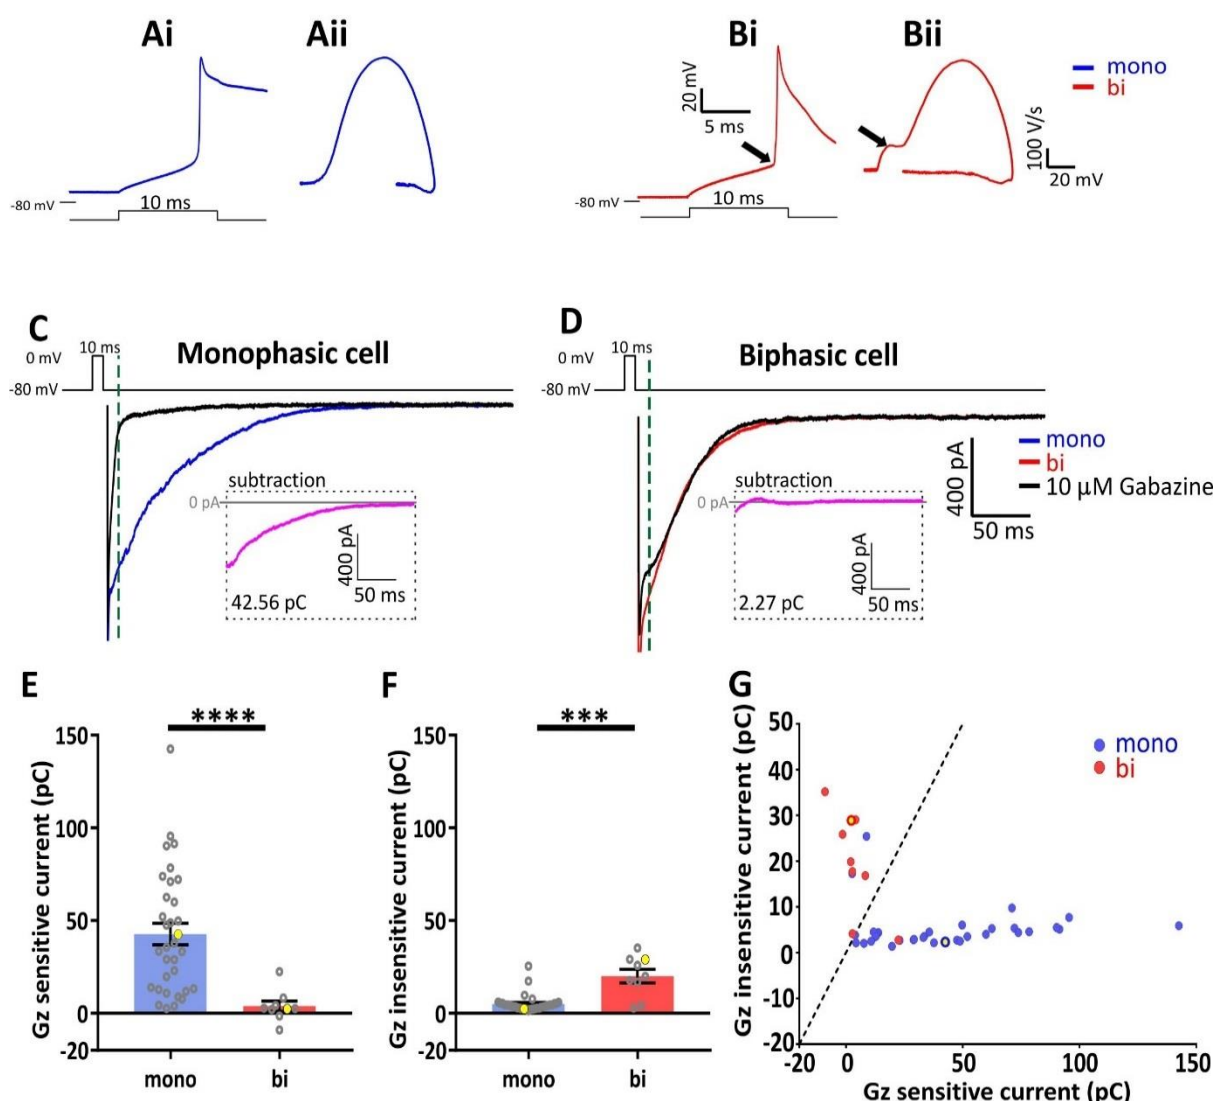 Ai
Aii
Bi
Bii
mono
bi
20 mV
5 ms
100 V/s
20 mV
-80 mV
10 ms
-80 mV
10 ms
C
D
0 mV
10 ms
-80 mV
Monophasic cell
0 mV
10 ms
-80 mV
Biphasic cell
subtraction
0 pA
400 pA
50 ms
42.56 pC
subtraction
0 pA
400 pA
50 ms
2.27 pC
mono
bi
10 μM Gabazine
400 pA
50 ms
E
****
Gz sensitive current (pC)
150
100
50
0
-20
mono
bi
F
***
Gz insensitive current (pC)
150
100
50
0
-20
mono
bi
G
mono
bi
Gz insensitive current (pC)
50
40
30
20
10
0
-10
-20
-20
0
50
100
150
Gz sensitive current (pC)